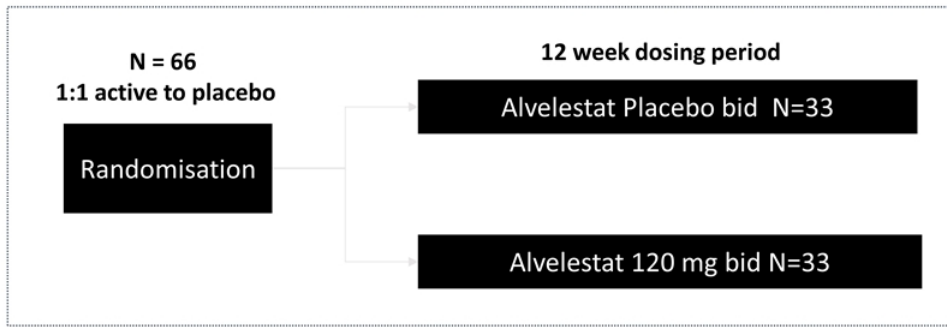 N = 66
1:1 active to placebo
Randomisation
12 week dosing period
Alvelestat Placebo bid  N=33
Alvelestat 120 mg bid N=33